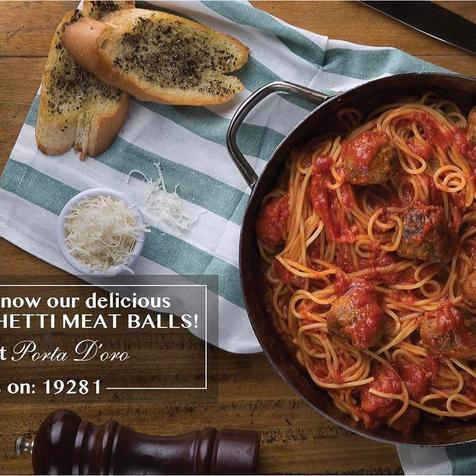 now our delicious
HETTI MEAT BALLS!
t Porta D'oro
s on: 19281